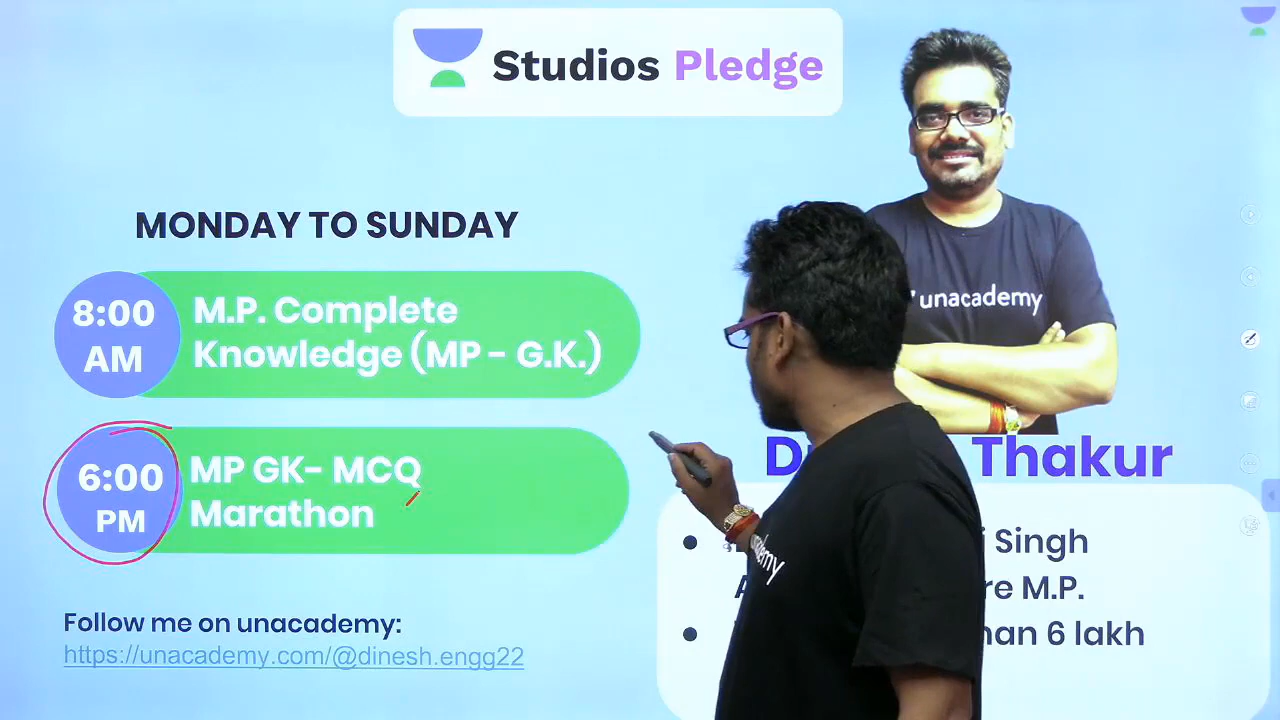 Studios Pledge
MONDAY TO SUNDAY
8:00
AM
M.P. Complete
Knowledge (MP - G.K.)
6:00
PM
MP GK- MCQ
Marathon
Follow me on unacademy:
https://unacademy.com/@dinesh.engg22
unacademy
Thakur
Singh
M.P.
6 lakh